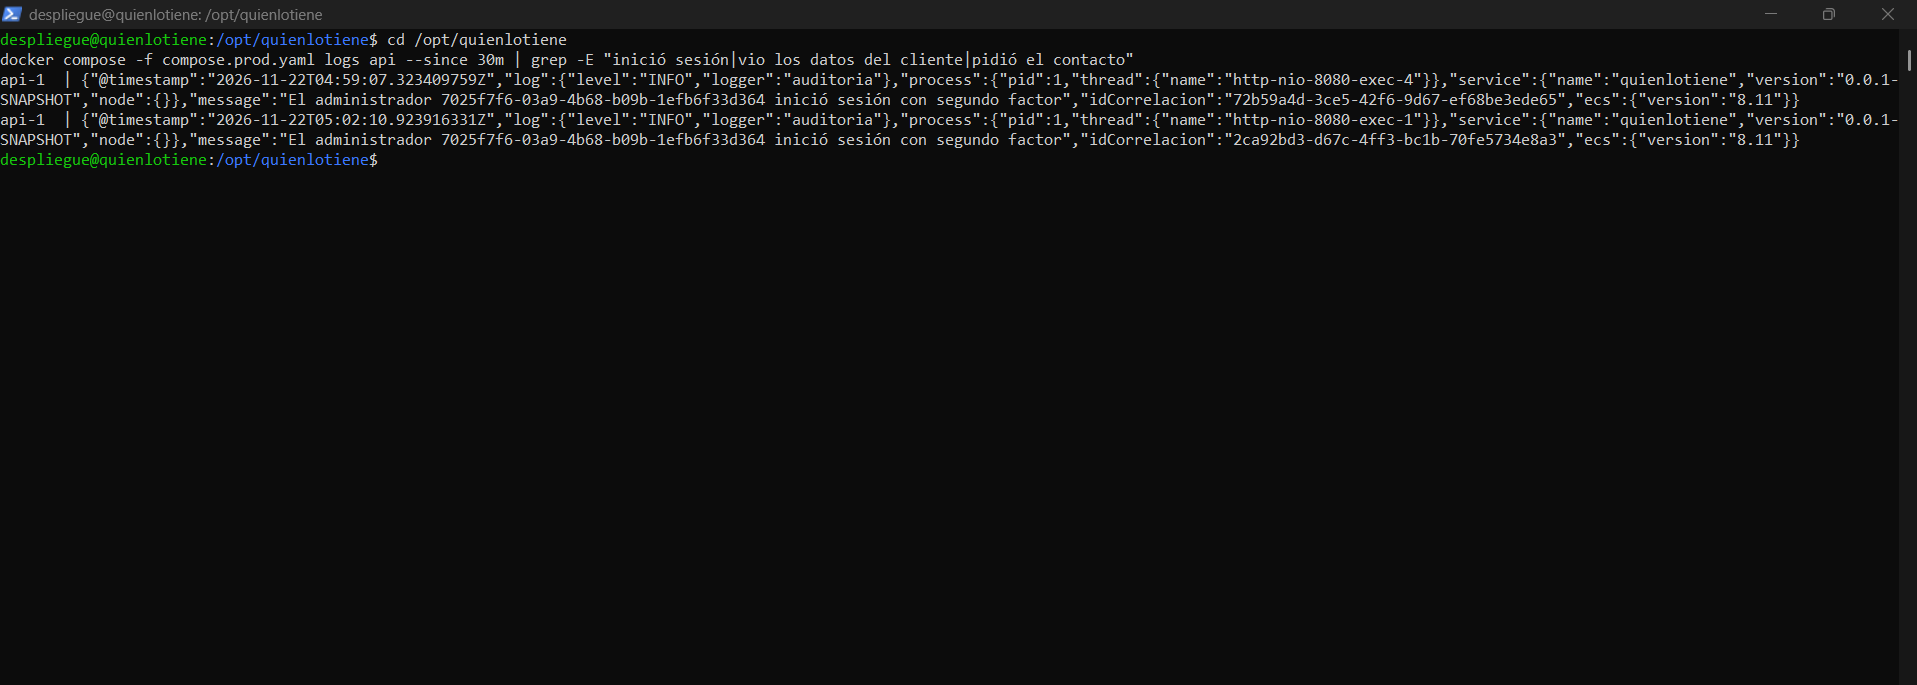 despliegue@quienlotiene: /opt/quienlotiene
despliegue@quienlotiene:/opt/quienlotiene$ cd /opt/quienlotiene
docker compose -f compose.prod.yaml logs api --since 30m | grep -E "inició sesión|vio los datos del cliente|pidió el contacto"
api-1  | {"@timestamp":"2026-11-22T04:59:07.323409759Z","log":{"level":"INFO","logger":"auditoria"},"process":{"pid":1,"thread":{"name":"http-nio-8080-exec-4"}},"service":{"name":"quienlotiene","version":"0.0.1-
SNAPSHOT","node":{}},"message":"El administrador 7025f7f6-03a9-4b68-b09b-1efb6f33d364 inició sesión con segundo factor","idCorrelacion":"72b59a4d-3ce5-42f6-9d67-ef68be3ede65","ecs":{"version":"8.11"}}
api-1  | {"@timestamp":"2026-11-22T05:02:10.923916331Z","log":{"level":"INFO","logger":"auditoria"},"process":{"pid":1,"thread":{"name":"http-nio-8080-exec-1"}},"service":{"name":"quienlotiene","version":"0.0.1-
SNAPSHOT","node":{}},"message":"El administrador 7025f7f6-03a9-4b68-b09b-1efb6f33d364 inició sesión con segundo factor","idCorrelacion":"2ca92bd3-d67c-4ff3-bc1b-70fe5734e8a3","ecs":{"version":"8.11"}}
despliegue@quienlotiene:/opt/quienlotiene$